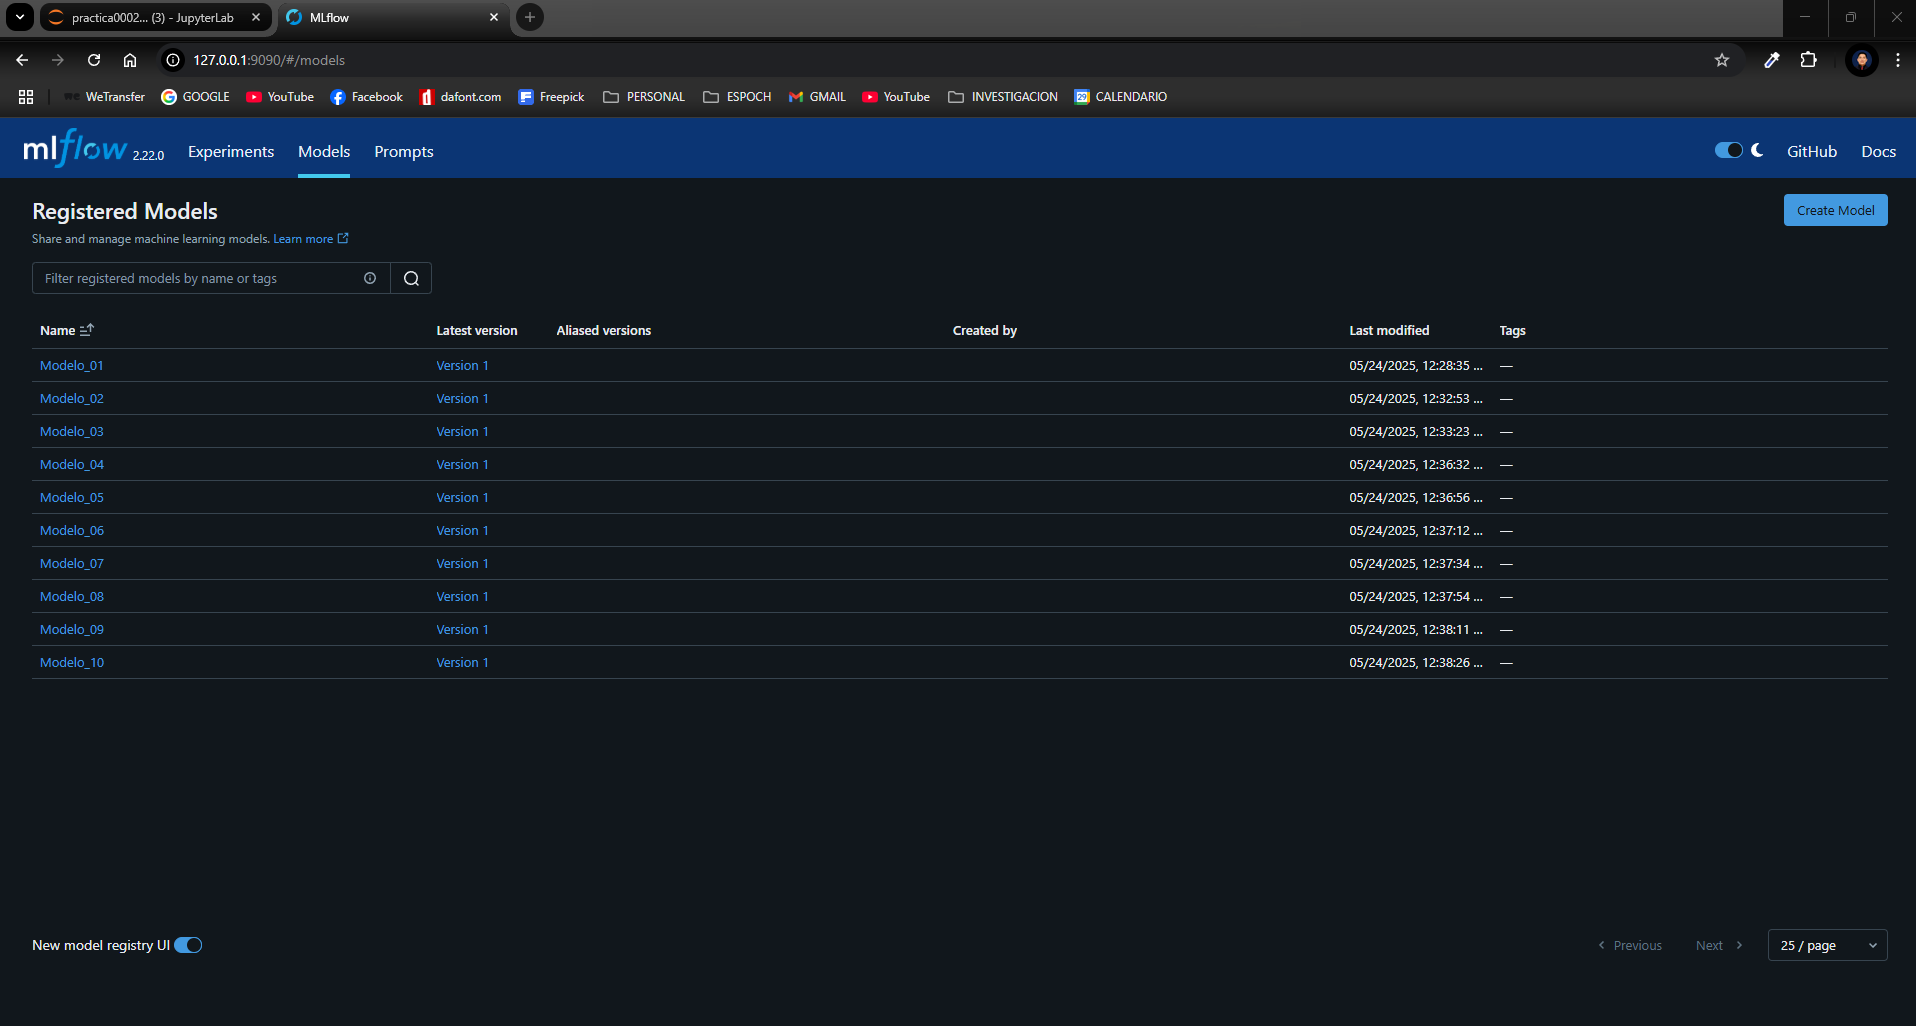 practica0002... (3) - JupyterLab
MLflow
127.0.0.1:9090/#/models
we WeTransfer GOOGLE YouTube Facebook dafont.com Freepick PERSONAL ESPOCH GMAIL YouTube INVESTIGACION 29 CALENDARIO
mlflow 2.22.0 Experiments Models Prompts GitHub Docs
Registered Models
Create Model
Share and manage machine learning models. Learn more
Filter registered models by name or tags
Name Latest version Aliased versions Created by Last modified Tags
Modelo_01 Version 1 05/24/2025, 12:28:35 ... —
Modelo_02 Version 1 05/24/2025, 12:32:53 ... —
Modelo_03 Version 1 05/24/2025, 12:33:23 ... —
Modelo_04 Version 1 05/24/2025, 12:36:32 ... —
Modelo_05 Version 1 05/24/2025, 12:36:56 ... —
Modelo_06 Version 1 05/24/2025, 12:37:12 ... —
Modelo_07 Version 1 05/24/2025, 12:37:34 ... —
Modelo_08 Version 1 05/24/2025, 12:37:54 ... —
Modelo_09 Version 1 05/24/2025, 12:38:11 ... —
Modelo_10 Version 1 05/24/2025, 12:38:26 ... —
New model registry UI Previous Next 25 / page